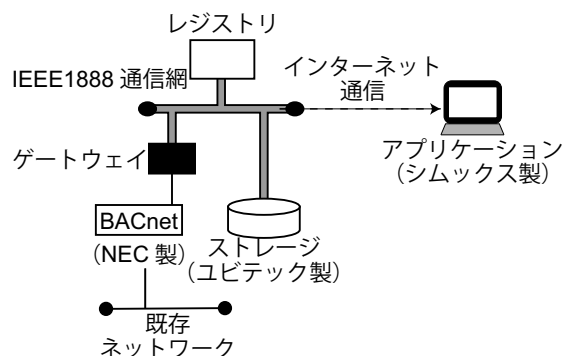 レジストリ
IEEE1888 通信網
インターネット
通信
ゲートウェイ
アプリケーション
（シムックス製）
BACnet
（NEC 製）
ストレージ
（ユビテック製）
既存
ネットワーク